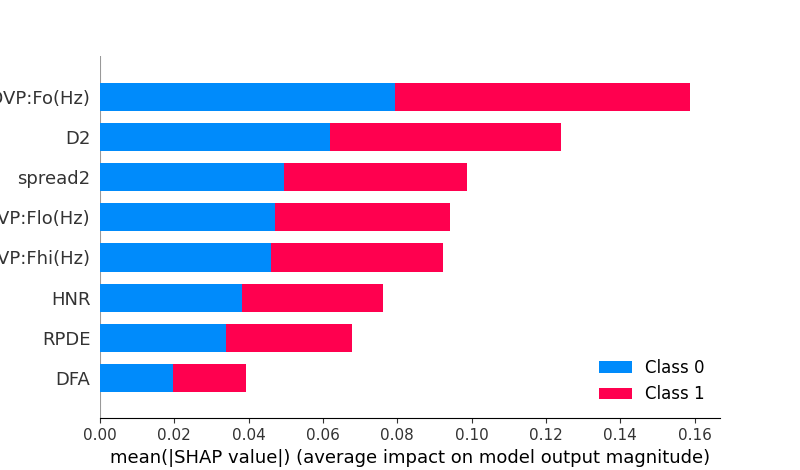 VP:Fo(Hz)
D2
spread2
VP:Flo(Hz)
VP:Fhi(Hz)
HNR
RPDE
DFA
Class 0
Class 1
0.00 0.02 0.04 0.06 0.08 0.10 0.12 0.14 0.16
mean(|SHAP value|) (average impact on model output magnitude)